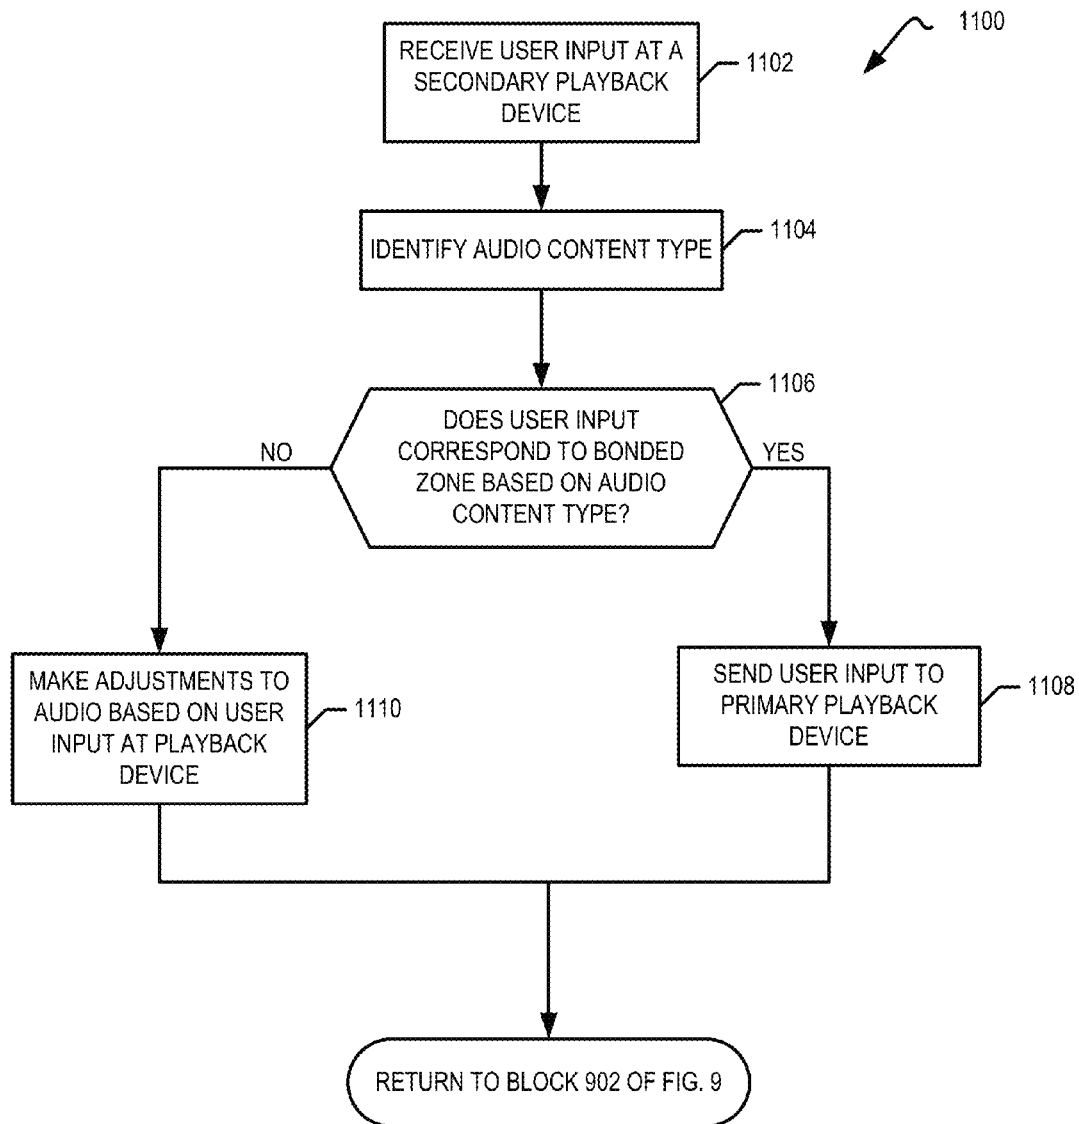 1100
RECEIVE USER INPUT AT A
SECONDARY PLAYBACK
DEVICE
1102
IDENTIFY AUDIO CONTENT TYPE
1104
DOES USER INPUT
CORRESPOND TO BONDED
ZONE BASED ON AUDIO
CONTENT TYPE?
1106
NO
YES
MAKE ADJUSTMENTS TO
AUDIO BASED ON USER
INPUT AT PLAYBACK
DEVICE
1110
SEND USER INPUT TO
PRIMARY PLAYBACK
DEVICE
1108
RETURN TO BLOCK 902 OF FIG. 9